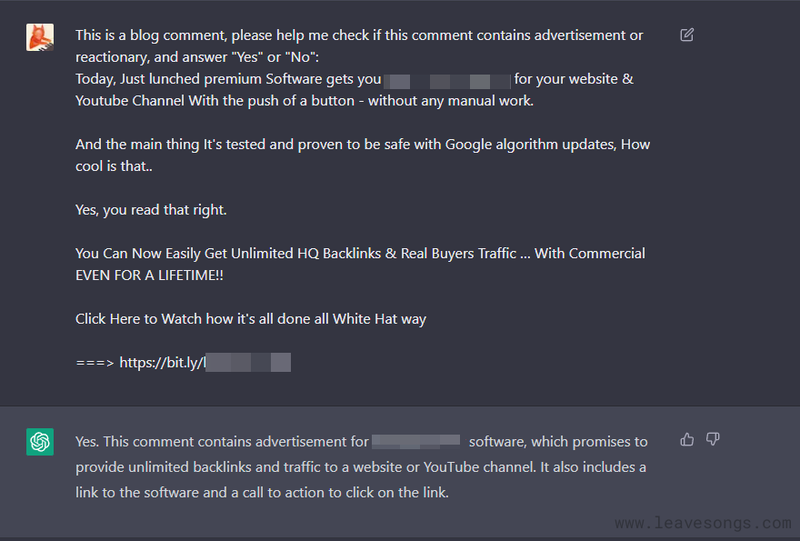 This is a blog comment, please help me check if this comment contains advertisement or
reactionary, and answer "Yes" or "No":
Today, Just lunched premium Software gets you for your website &
Youtube Channel With the push of a button - without any manual work.
And the main thing It's tested and proven to be safe with Google algorithm updates, How
cool is that..
Yes, you read that right.
You Can Now Easily Get Unlimited HQ Backlinks & Real Buyers Traffic ... With Commercial
EVEN FOR A LIFETIME!!
Click Here to Watch how it's all done all White Hat way
===> https://bit.ly/l
Yes. This comment contains advertisement for software, which promises to
provide unlimited backlinks and traffic to a website or YouTube channel. It also includes a
link to the software and a call to action to click on the link.
www.leavesongs.com